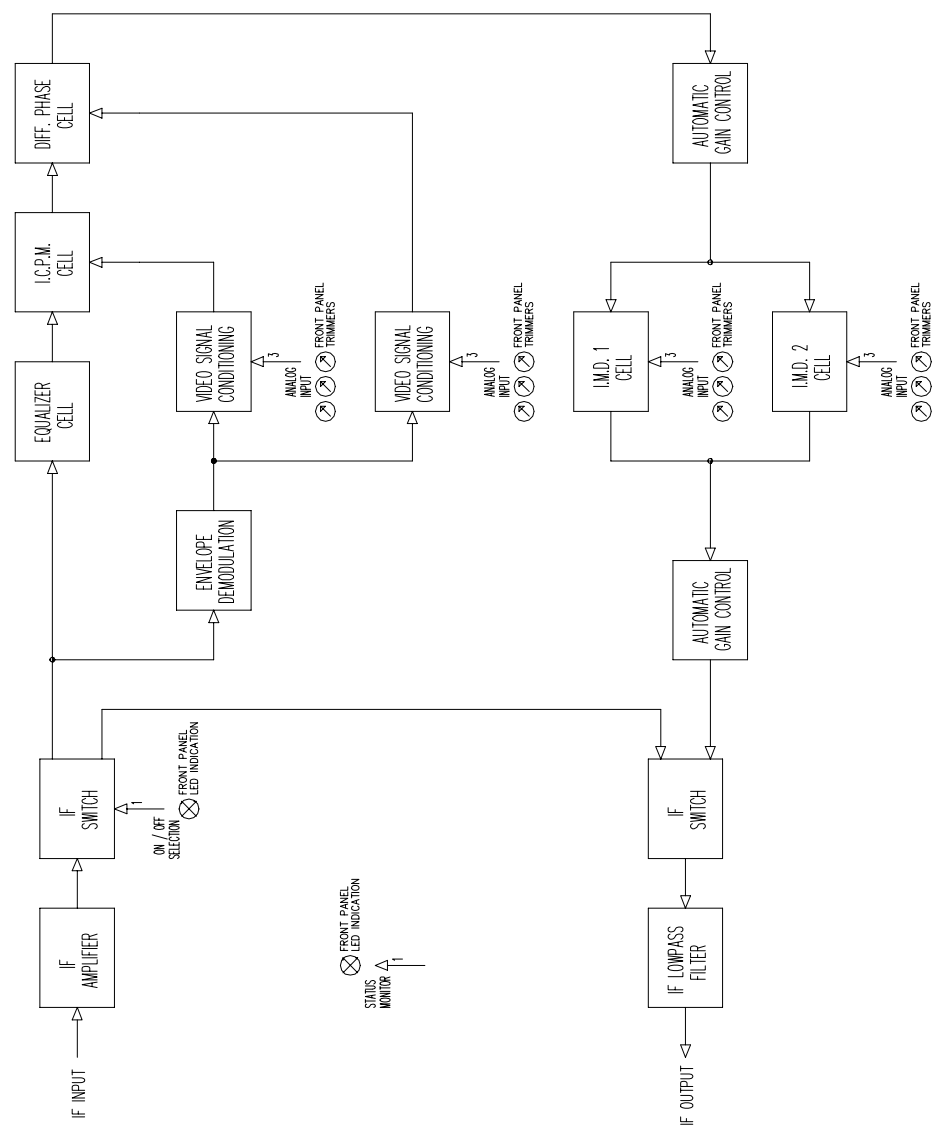 IF INPUT
IF
AMPLIFIER
IF
SWITCH
1
ON / OFF
SELECTION
FRONT PANEL
LED INDICATION
EQUALIZER
CELL
I.C.P.M.
CELL
DIFF. PHASE
CELL
ENVELOPE
DEMODULATION
VIDEO SIGNAL
CONDITIONING
3
ANALOG
INPUT
FRONT PANEL
TRIMMERS
VIDEO SIGNAL
CONDITIONING
3
ANALOG
INPUT
FRONT PANEL
TRIMMERS
FRONT PANEL
LED INDICATION
STATUS
MONITOR
1
I.M.D. 1
CELL
3
ANALOG
INPUT
FRONT PANEL
TRIMMERS
AUTOMATIC
GAIN CONTROL
IF OUTPUT
IF LOWPASS
FILTER
IF
SWITCH
AUTOMATIC
GAIN CONTROL
I.M.D. 2
CELL
3
ANALOG
INPUT
FRONT PANEL
TRIMMERS